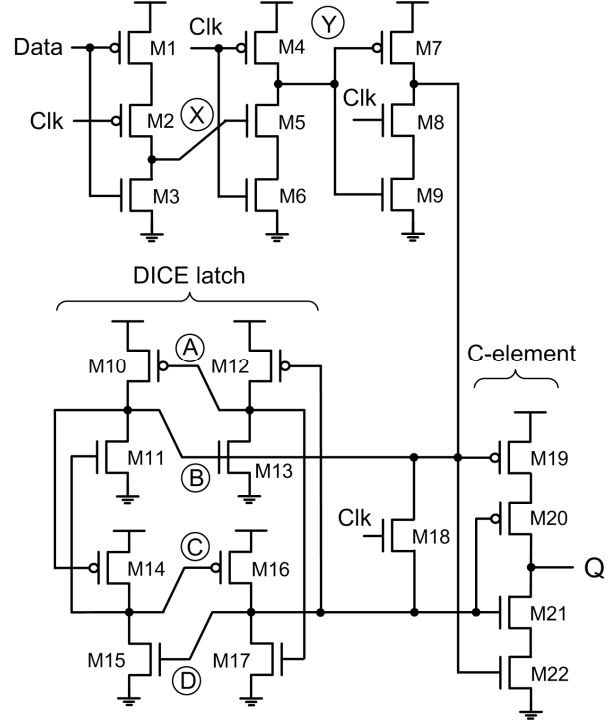 Clk Y
Data M1 M4 M7
Clk M2 X M5 Clk M8
M3 M6 M9
DICE latch
C-element
M10 A M12
M11 B M13 M19
Clk M18 M20
M14 C M16 Q
M21
M15 D M17 M22